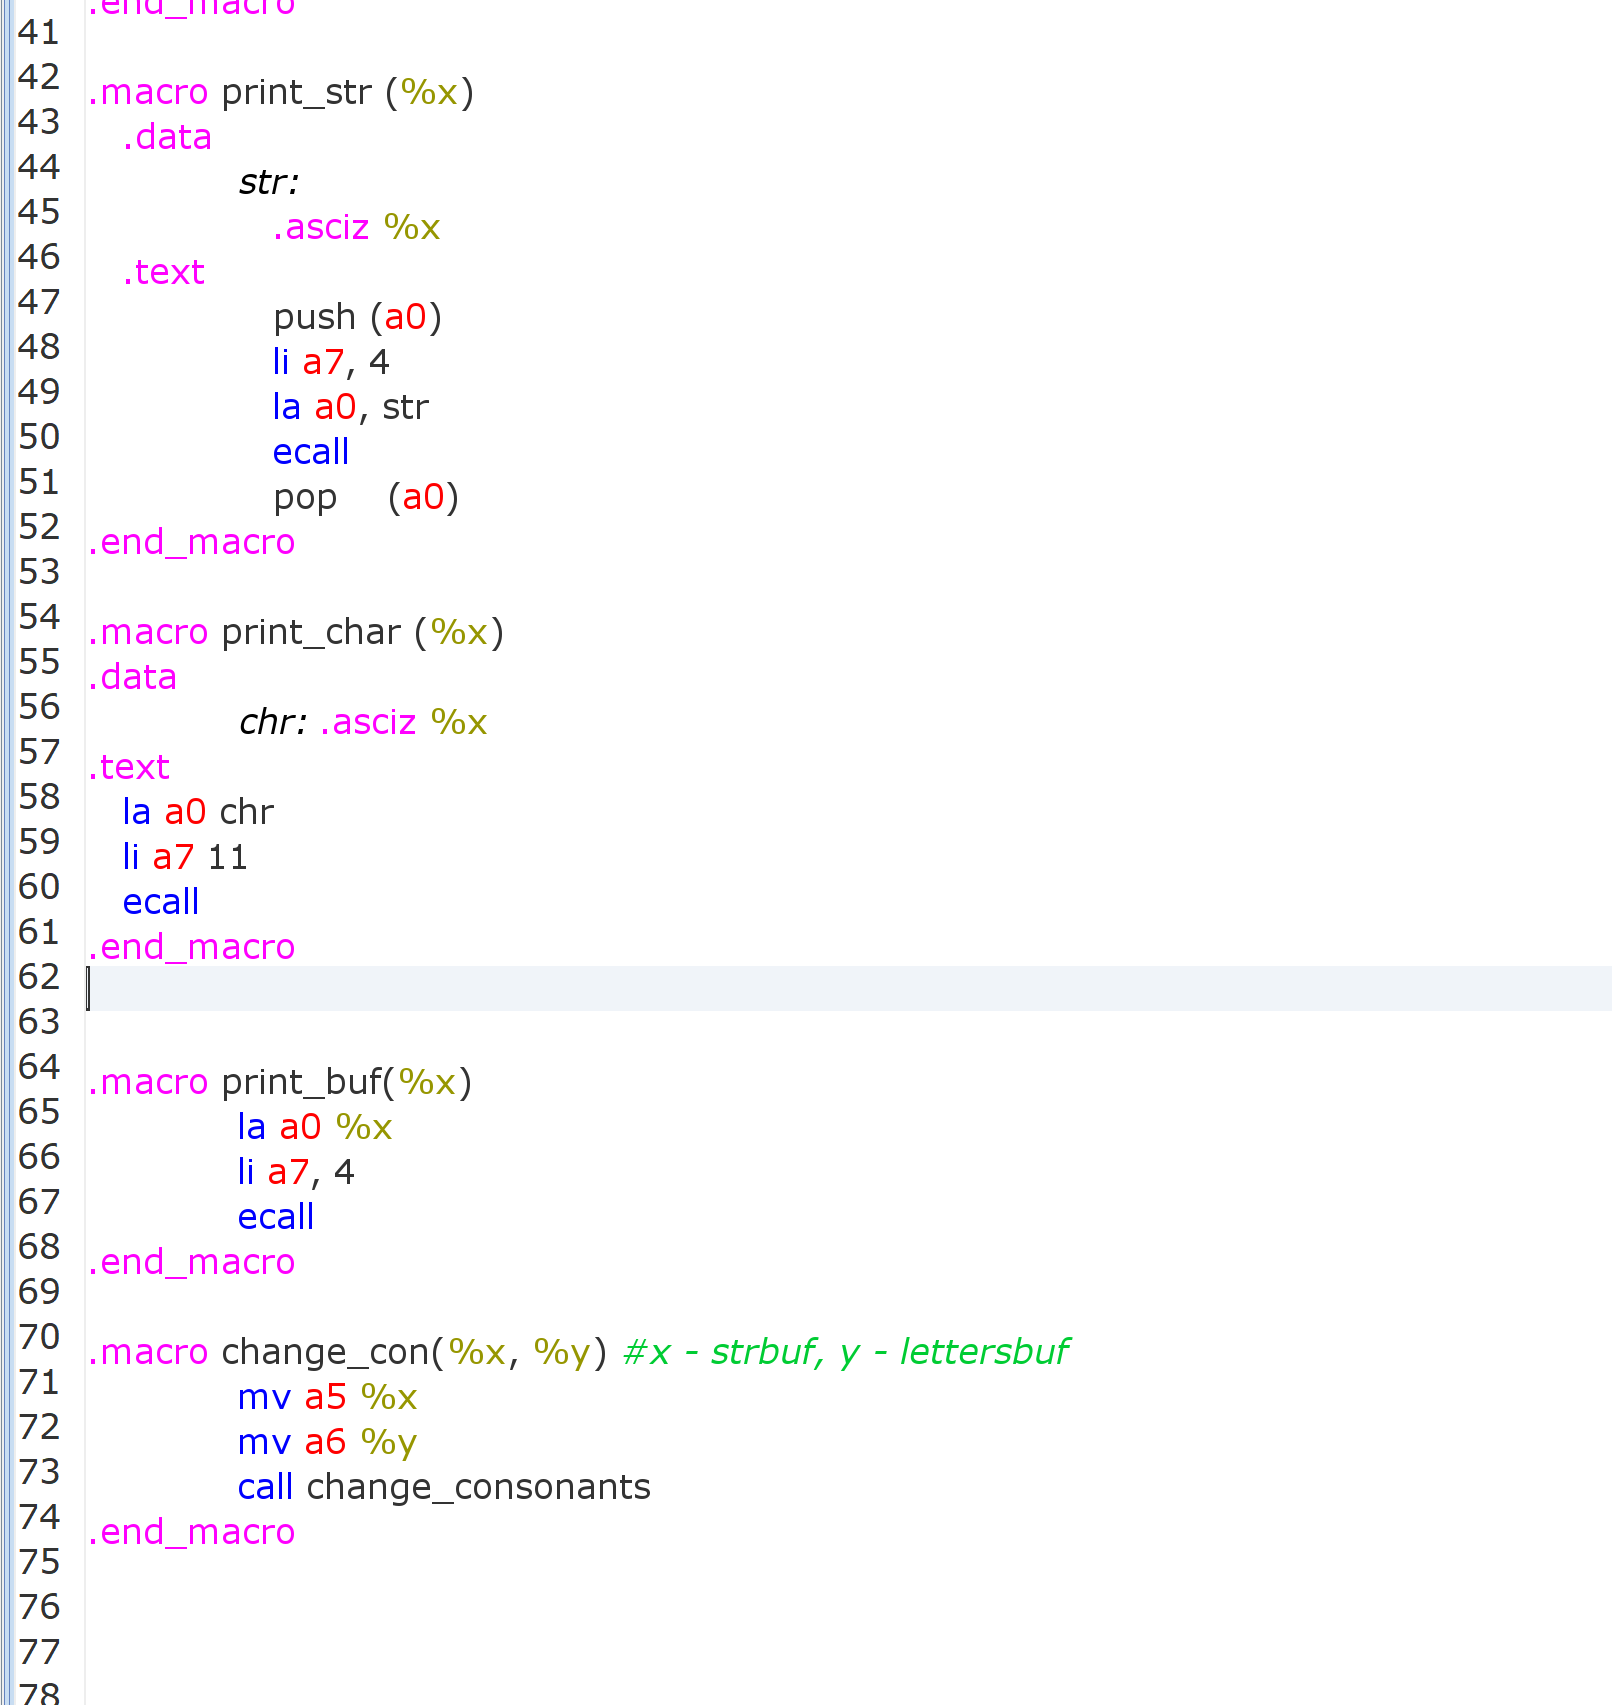 .end_macro
41
42 .macro print_str (%x)
43 .data
44 str:
45 .asciz %x
46 .text
47 push (a0)
48 li a7, 4
49 la a0, str
50 ecall
51 pop (a0)
52 .end_macro
53
54 .macro print_char (%x)
55 .data
56 chr: .asciz %x
57 .text
58 la a0 chr
59 li a7 11
60 ecall
61 .end_macro
62
63
64 .macro print_buf(%x)
65 la a0 %x
66 li a7, 4
67 ecall
68 .end_macro
69
70 .macro change_con(%x, %y) #x - strbuf, y - lettersbuf
71 mv a5 %x
72 mv a6 %y
73 call change_consonants
74 .end_macro
75
76
77
78